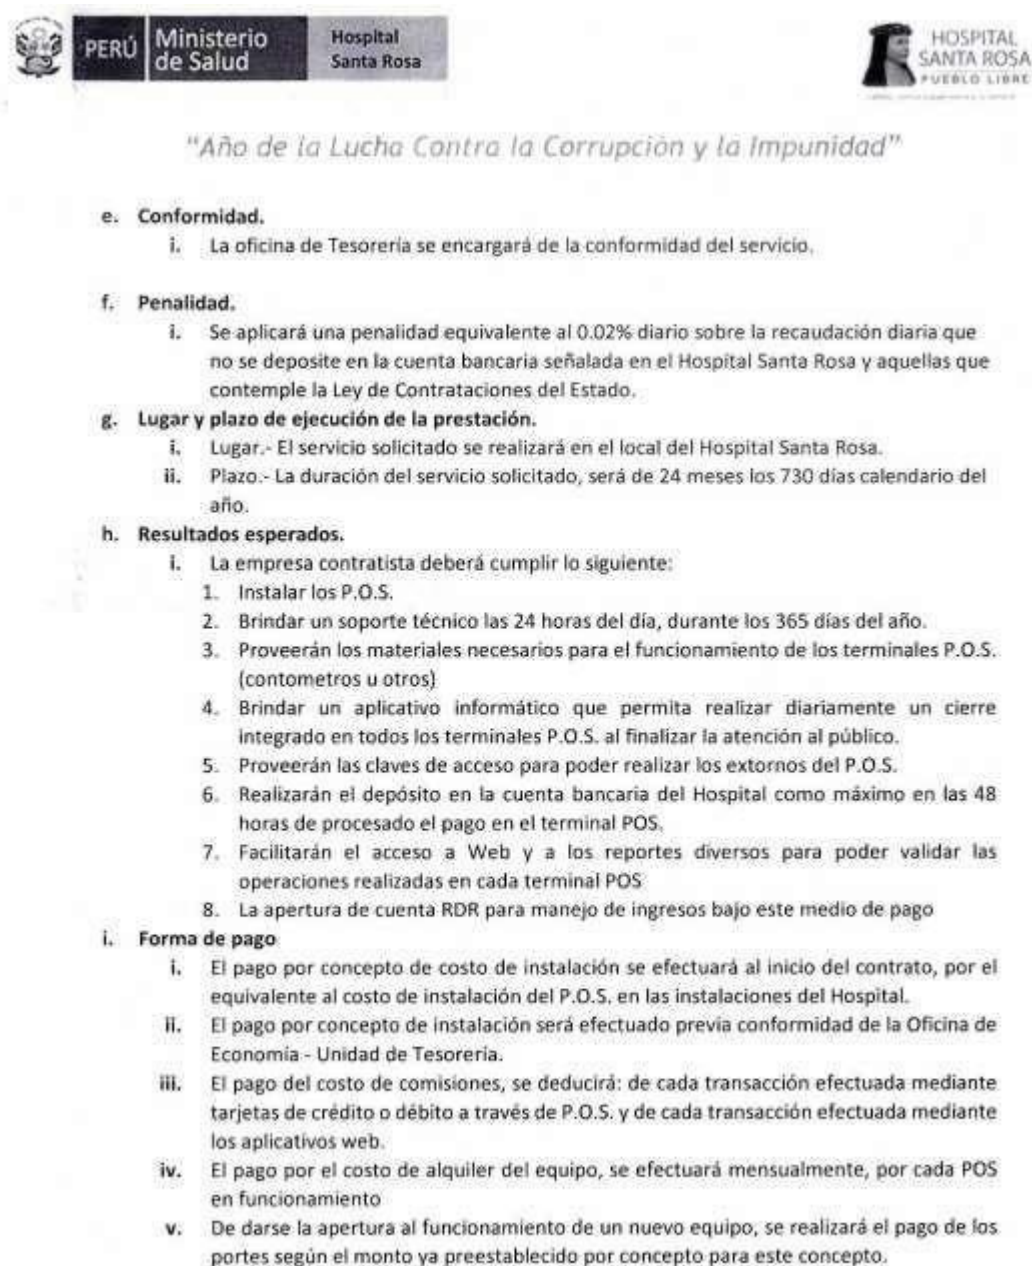 PERÚ
Ministerio
de Salud
Hospital
Santa Rosa
HOSPITAL
SANTA ROSA
PUEBLO LIBRE
"Año de la Lucha Contra la Corrupción y la Impunidad"
e. Conformidad.
i. La oficina de Tesorería se encargará de la conformidad del servicio.
f. Penalidad.
i. Se aplicará una penalidad equivalente al 0.02% diario sobre la recaudación diaria que
no se deposite en la cuenta bancaria señalada en el Hospital Santa Rosa y aquellas que
contemple la Ley de Contrataciones del Estado.
g. Lugar y plazo de ejecución de la prestación.
i. Lugar.- El servicio solicitado se realizará en el local del Hospital Santa Rosa.
ii. Plazo.- La duración del servicio solicitado, será de 24 meses los 730 días calendario del
año.
h. Resultados esperados.
i. La empresa contratista deberá cumplir lo siguiente:
1. Instalar los P.O.S.
2. Brindar un soporte técnico las 24 horas del día, durante los 365 días del año.
3. Proveerán los materiales necesarios para el funcionamiento de los terminales P.O.S.
(contometros u otros)
4. Brindar un aplicativo informático que permita realizar diariamente un cierre
integrado en todos los terminales P.O.S. al finalizar la atención al público.
5. Proveerán las claves de acceso para poder realizar los extornos del P.O.S.
6. Realizarán el depósito en la cuenta bancaria del Hospital como máximo en las 48
horas de procesado el pago en el terminal POS.
7. Facilitarán el acceso a Web y a los reportes diversos para poder validar las
operaciones realizadas en cada terminal POS
8. La apertura de cuenta RDR para manejo de ingresos bajo este medio de pago
i. Forma de pago
i. El pago por concepto de costo de instalación se efectuará al inicio del contrato, por el
equivalente al costo de instalación del P.O.S. en las instalaciones del Hospital.
ii. El pago por concepto de instalación será efectuado previa conformidad de la Oficina de
Economía - Unidad de Tesorería.
iii. El pago del costo de comisiones, se deducirá: de cada transacción efectuada mediante
tarjetas de crédito o débito a través de P.O.S. y de cada transacción efectuada mediante
los aplicativos web.
iv. El pago por el costo de alquiler del equipo, se efectuará mensualmente, por cada POS
en funcionamiento
v. De darse la apertura al funcionamiento de un nuevo equipo, se realizará el pago de los
portes según el monto ya preestablecido por concepto para este concepto.